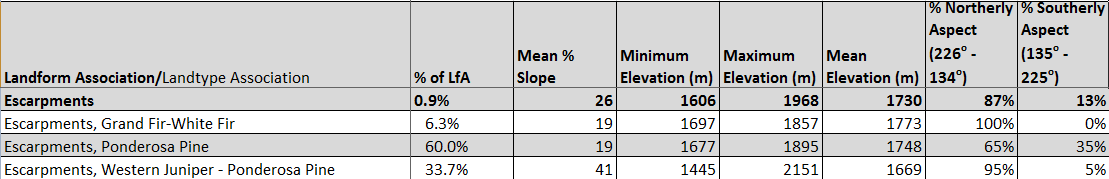 Landform Association/Landtype Association | % of LfA | Mean % Slope | Minimum Elevation (m) | Maximum Elevation (m) | Mean Elevation (m) | % Northerly Aspect (226° - 134°) | % Southerly Aspect (135° - 225°)
Escarpments | 0.9% | 26 | 1606 | 1968 | 1730 | 87% | 13%
Escarpments, Grand Fir-White Fir | 6.3% | 19 | 1697 | 1857 | 1773 | 100% | 0%
Escarpments, Ponderosa Pine | 60.0% | 19 | 1677 | 1895 | 1748 | 65% | 35%
Escarpments, Western Juniper - Ponderosa Pine | 33.7% | 41 | 1445 | 2151 | 1669 | 95% | 5%